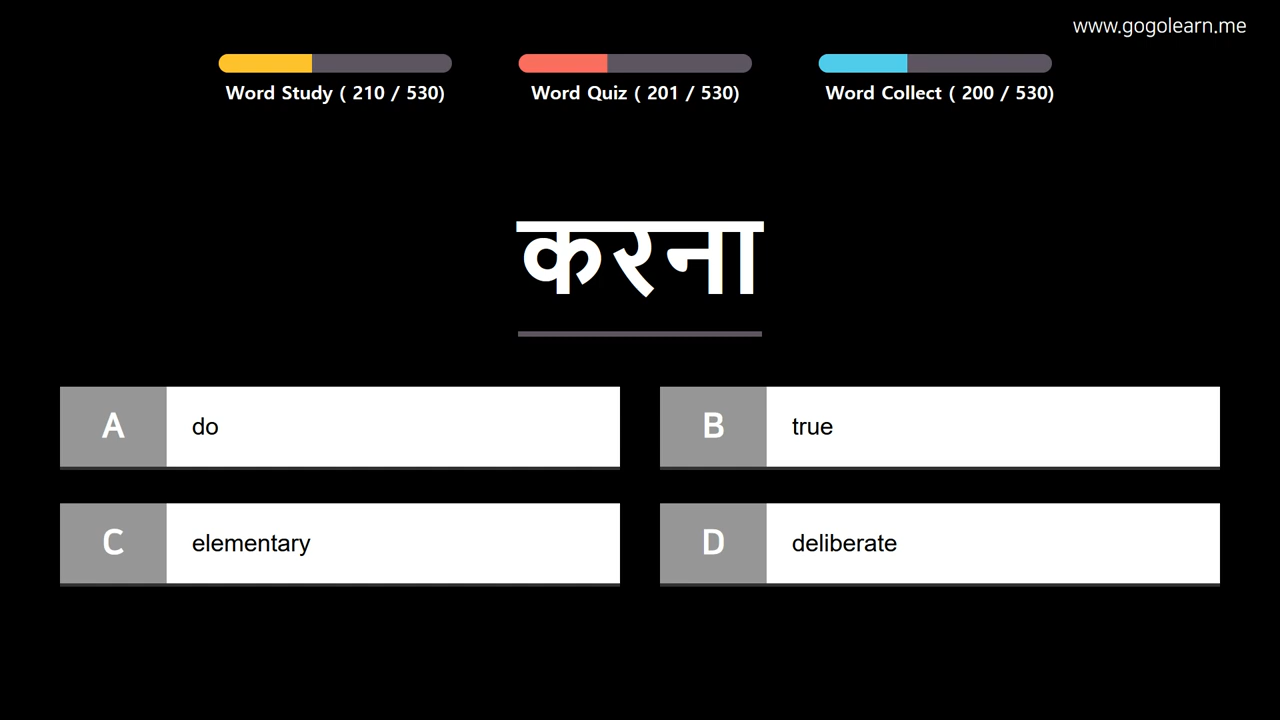 www.gogolearn.me
Word Study ( 210 / 530)
Word Quiz ( 201 / 530)
Word Collect ( 200 / 530)
करना
A do
B true
C elementary
D deliberate